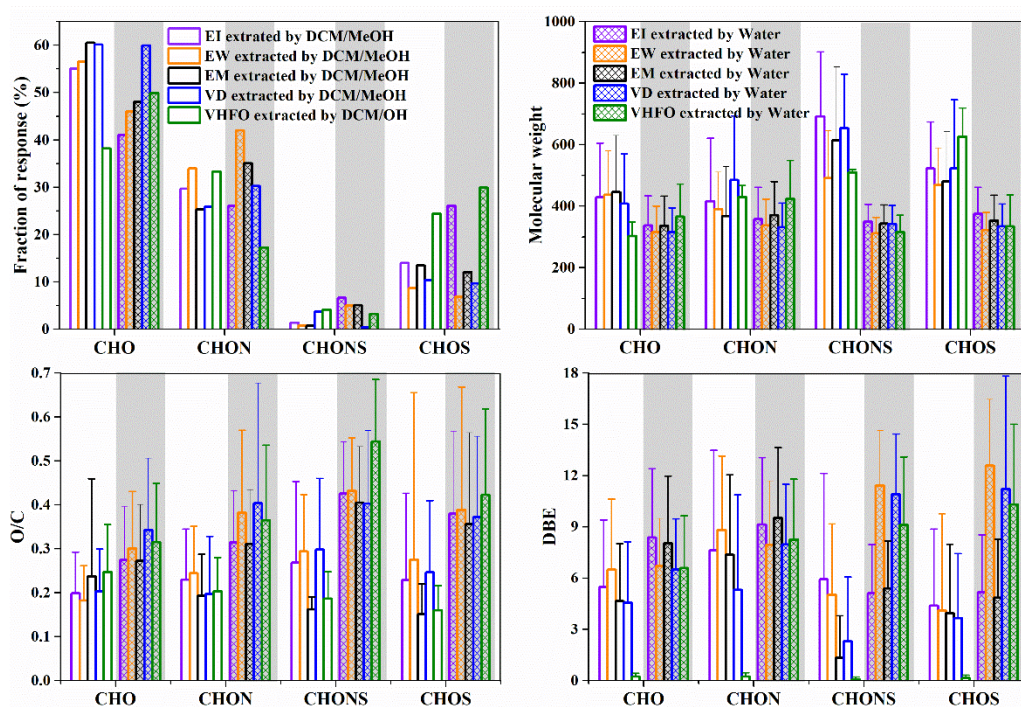 Fraction of response (%)
60
50
40
30
20
10
0
EI extrated by DCM/MeOH
EW extracted by DCM/MeOH
EM extracted by DCM/MeOH
VD extracted by DCM/MeOH
VHFO extracted by DCM/OH
CHO CHON CHONS CHOS
Molecular weight
1000
800
600
400
200
0
EI extracted by Water
EW extracted by Water
EM extracted by Water
VD extracted by Water
VHFO extracted by Water
CHO CHON CHONS CHOS
O/C
0.7
0.6
0.5
0.4
0.3
0.2
0.1
0.0
CHO CHON CHONS CHOS
DBE
18
15
12
9
6
3
0
CHO CHON CHONS CHOS